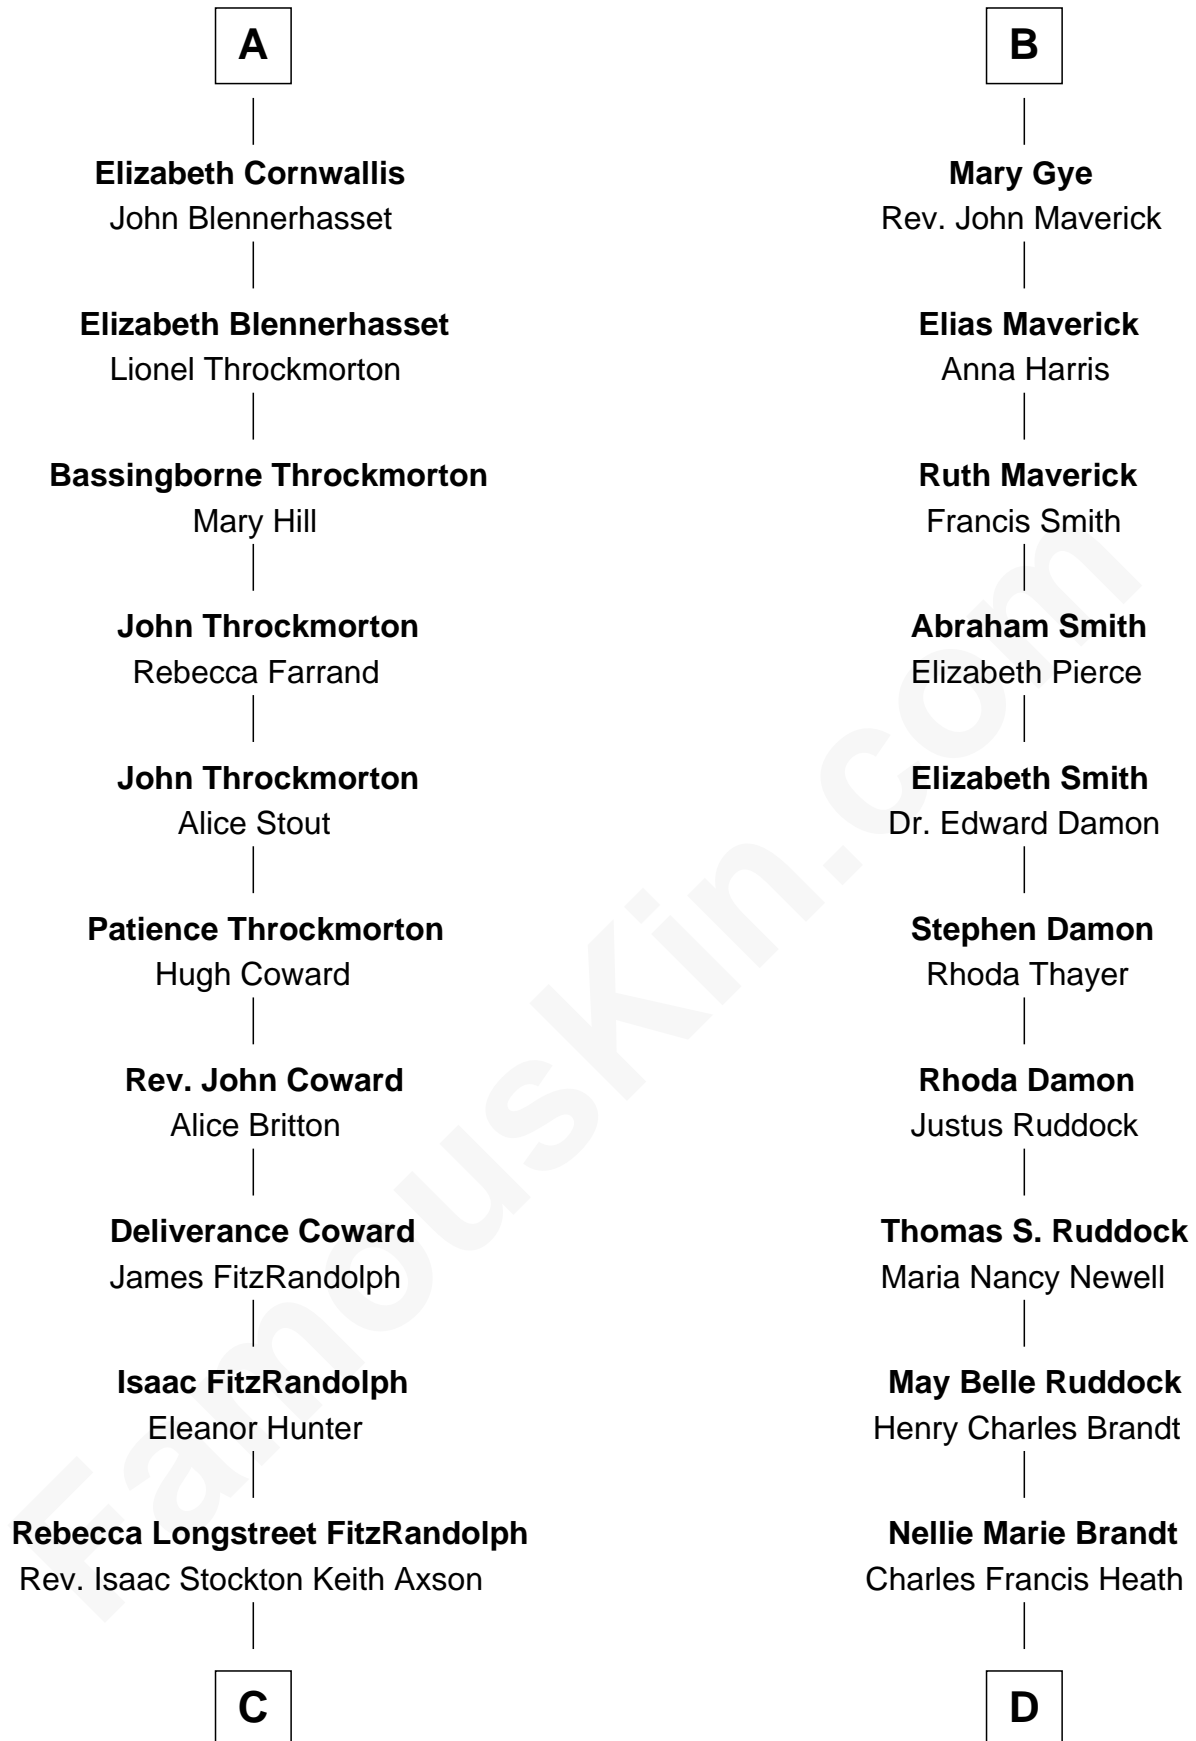 A
Elizabeth Cornwallis
John Blennerhasset
Elizabeth Blennerhasset
Lionel Throckmorton
Bassingborne Throckmorton
Mary Hill
John Throckmorton
Rebecca Farrand
John Throckmorton
Alice Stout
Patience Throckmorton
Hugh Coward
Rev. John Coward
Alice Britton
Deliverance Coward
James FitzRandolph
Isaac FitzRandolph
Eleanor Hunter
Rebecca Longstreet FitzRandolph
Rev. Isaac Stockton Keith Axson
C
B
Mary Gye
Rev. John Maverick
Elias Maverick
Anna Harris
Ruth Maverick
Francis Smith
Abraham Smith
Elizabeth Pierce
Elizabeth Smith
Dr. Edward Damon
Stephen Damon
Rhoda Thayer
Rhoda Damon
Justus Ruddock
Thomas S. Ruddock
Maria Nancy Newell
May Belle Ruddock
Henry Charles Brandt
Nellie Marie Brandt
Charles Francis Heath
D
FamousKin.com